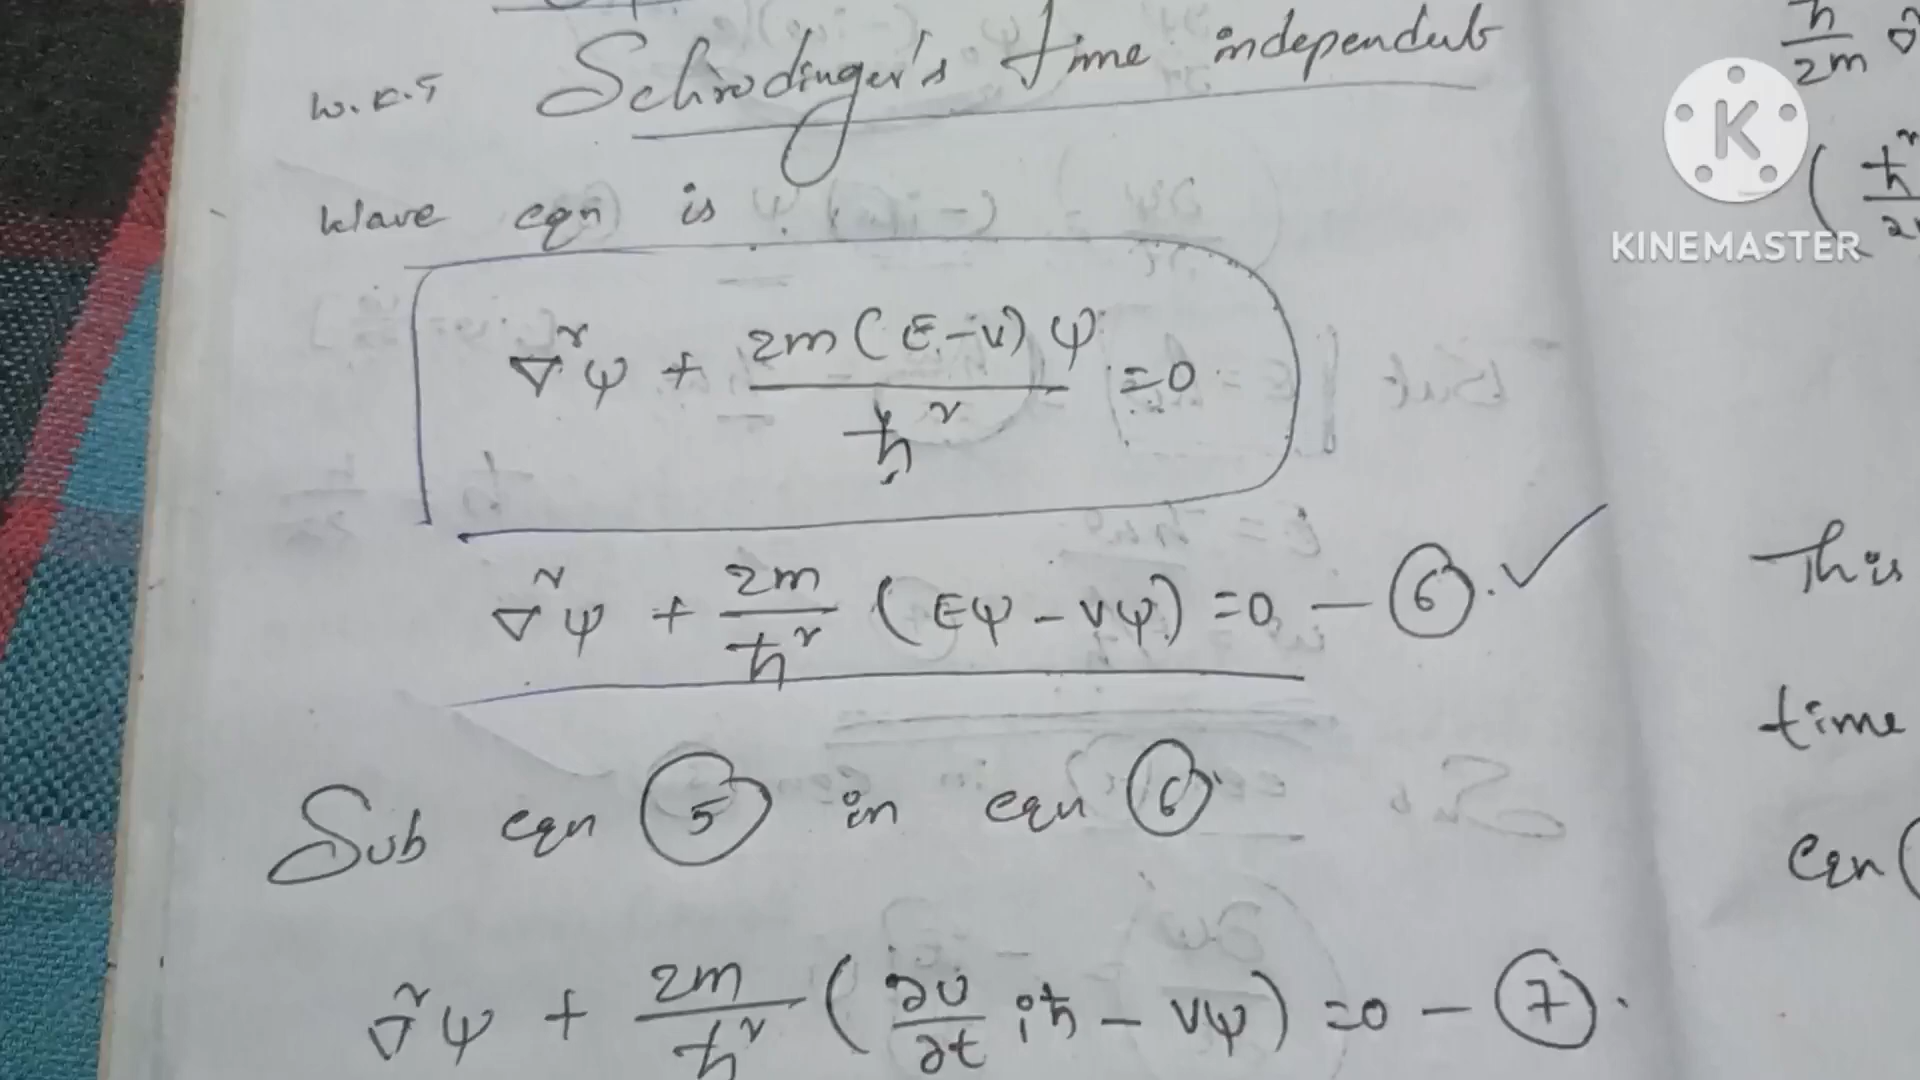 W.K.T Schrodinger's time independent
Wave eqn is
∇²ψ + 2m(E-V)ψ / ħ² = 0
∇²ψ + 2m/ħ² (Eψ - Vψ) = 0 — ⑥. ✓
Sub eqn ⑤ in eqn ⑥
∇²ψ + 2m/ħ² (∂ψ/∂t iħ - Vψ) = 0 — ⑦.
ħ/2m
KINEMASTER
This
time
eqn (